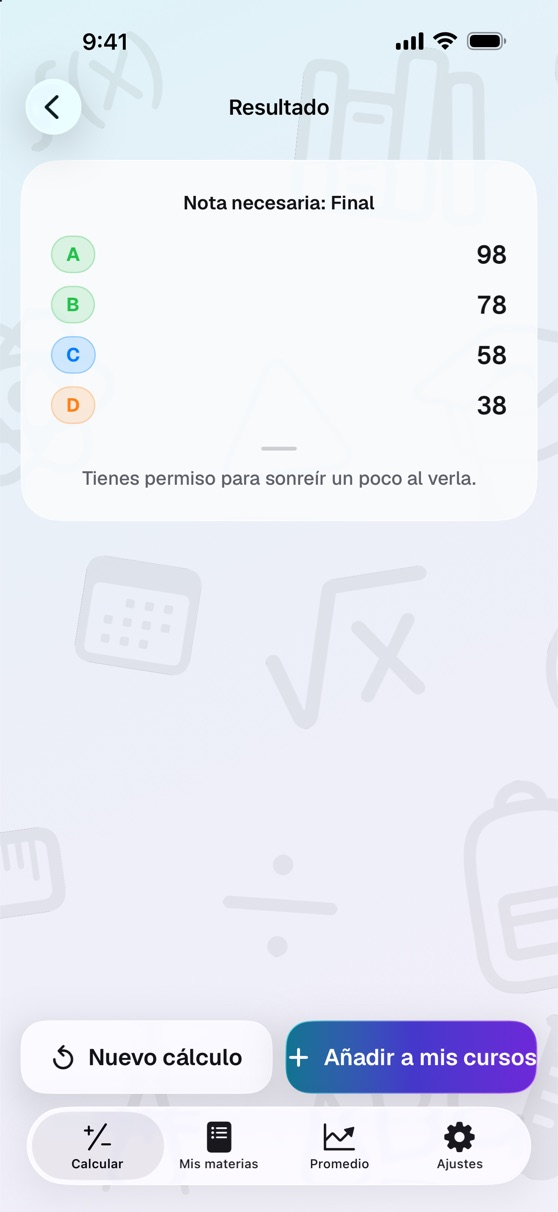 9:41
Resultado
Nota necesaria: Final
A 98
B 78
C 58
D 38
Tienes permiso para sonreír un poco al verla.
Nuevo cálculo
+ Añadir a mis cursos
Calcular
Mis materias
Promedio
Ajustes